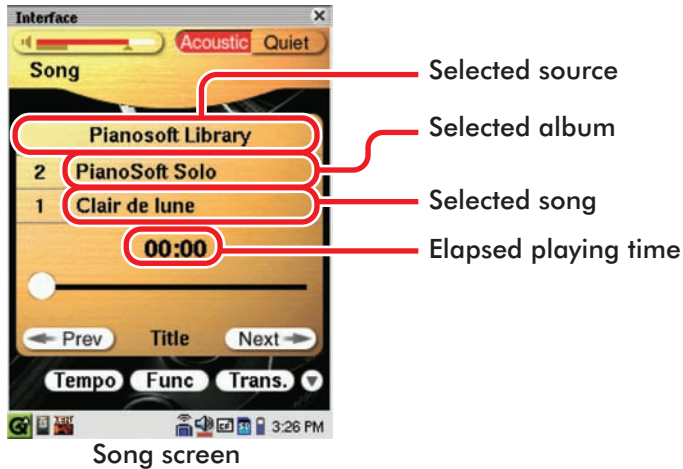 Interface
Acoustic Quiet
Song
Selected source
Pianosoft Library
Selected album
2 PianoSoft Solo
1 Clair de lune
Selected song
00:00
Elapsed playing time
Prev Title Next
Tempo Func Trans.
3:26 PM
Song screen